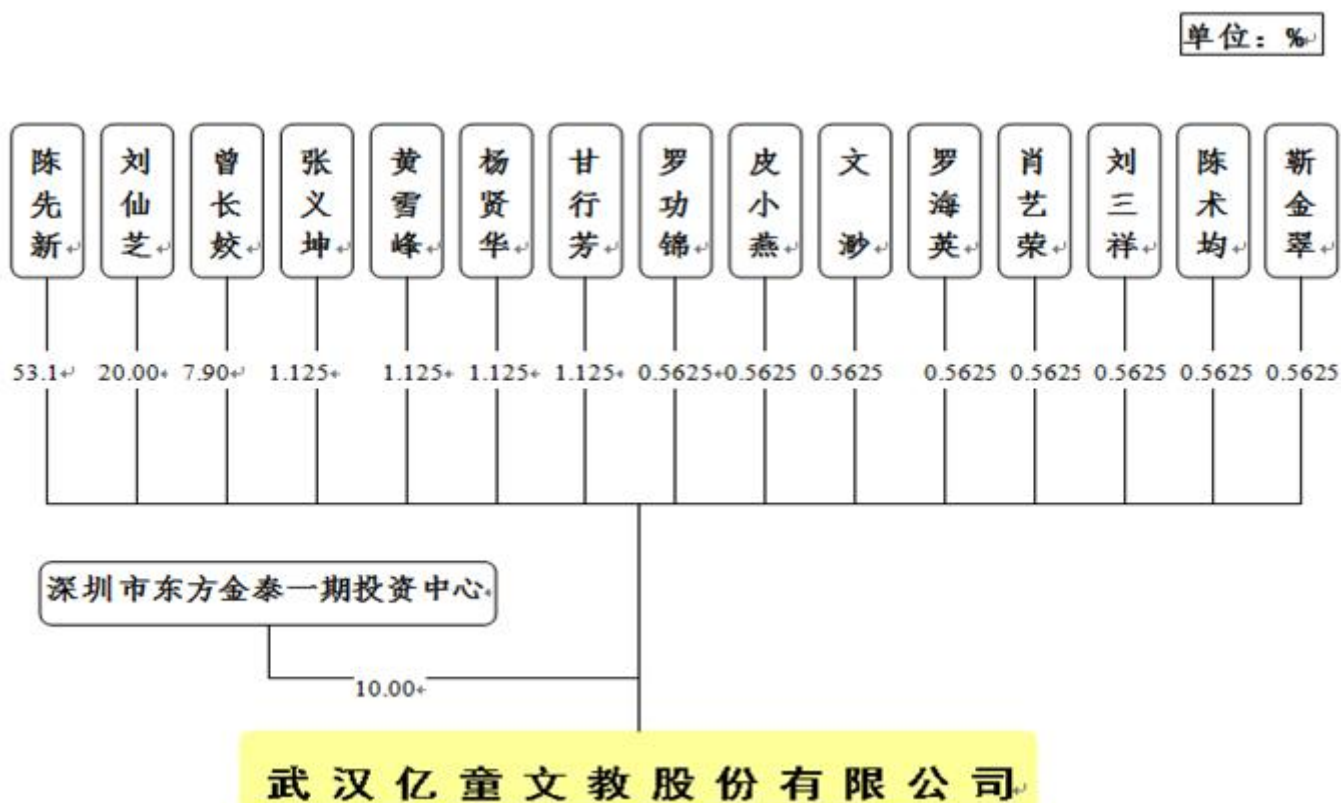 单位：%
陈先新
刘仙芝
曾长姣
张义坤
黄雪峰
杨贤华
甘行芳
罗功锦
皮小燕
文 渺
罗海英
肖艺荣
刘三祥
陈术均
靳金翠
53.1 20.00 7.90 1.125 1.125 1.125 1.125 0.5625 0.5625 0.5625 0.5625 0.5625 0.5625 0.5625 0.5625
深圳市东方金泰一期投资中心
10.00
武汉亿童文教股份有限公司